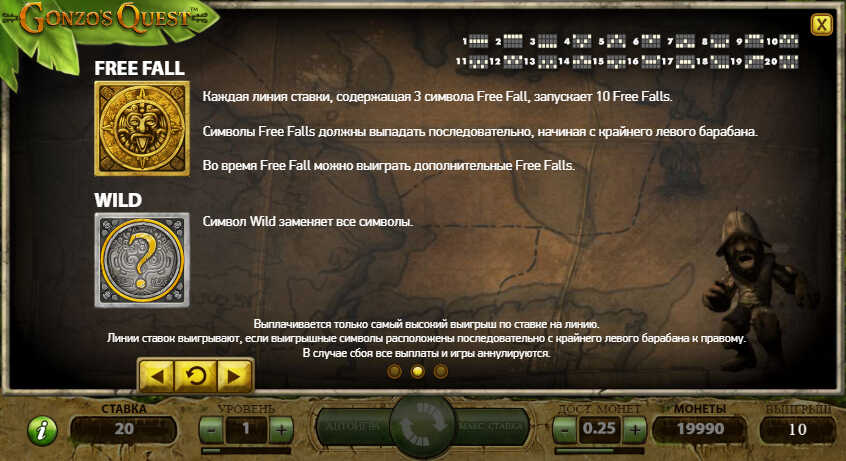 GONZO'S QUEST™
X
1 2 3 4 5 6 7 8 9 10
11 12 13 14 15 16 17 18 19 20
FREE FALL
Каждая линия ставки, содержащая 3 символа Free Fall, запускает 10 Free Falls.
Символы Free Falls должны выпадать последовательно, начиная с крайнего левого барабана.
Во время Free Fall можно выиграть дополнительные Free Falls.
WILD
?
Символ Wild заменяет все символы.
Выплачивается только самый высокий выигрыш по ставке на линию.
Линии ставок выигрывают, если выигрышные символы расположены последовательно с крайнего левого барабана к правому.
В случае сбоя все выплаты и игры аннулируются.
СТАВКА УРОВЕНЬ ДОСТ. МОНЕТ МОНЕТЫ ВЫИГРЫШ
i 20 - 1 + АВТОИГРА МАКС. СТАВКА - 0.25 + 19990 10